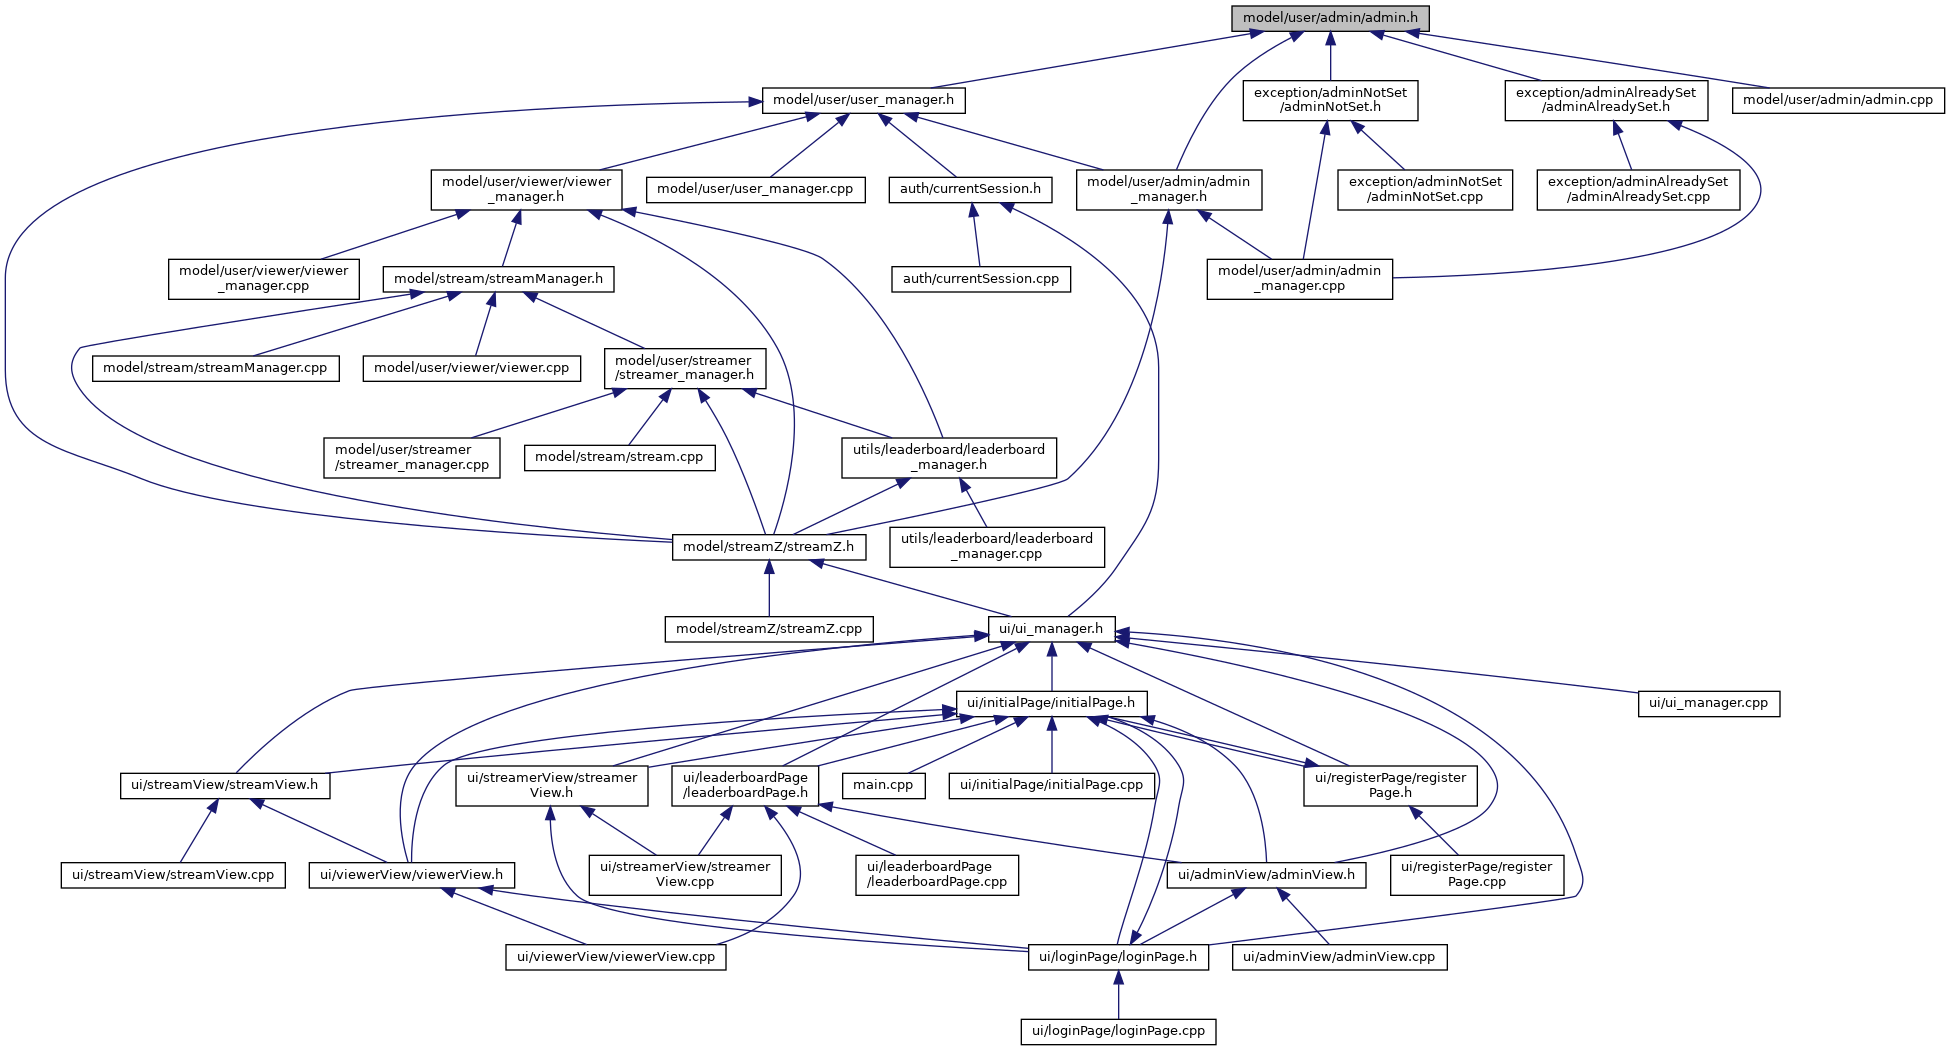 model/user/admin/admin.h
model/user/user_manager.h
exception/adminNotSet
/adminNotSet.h
exception/adminAlreadySet
/adminAlreadySet.h
model/user/admin/admin.cpp
model/user/viewer/viewer
_manager.h
model/user/user_manager.cpp
auth/currentSession.h
model/user/admin/admin
_manager.h
exception/adminNotSet
/adminNotSet.cpp
exception/adminAlreadySet
/adminAlreadySet.cpp
model/user/viewer/viewer
_manager.cpp
model/stream/streamManager.h
auth/currentSession.cpp
model/user/admin/admin
_manager.cpp
model/stream/streamManager.cpp
model/user/viewer/viewer.cpp
model/user/streamer
/streamer_manager.h
model/user/streamer
/streamer_manager.cpp
model/stream/stream.cpp
utils/leaderboard/leaderboard
_manager.h
model/streamZ/streamZ.h
utils/leaderboard/leaderboard
_manager.cpp
model/streamZ/streamZ.cpp
ui/ui_manager.h
ui/initialPage/initialPage.h
ui/ui_manager.cpp
ui/streamView/streamView.h
ui/streamerView/streamer
View.h
ui/leaderboardPage
/leaderboardPage.h
main.cpp
ui/initialPage/initialPage.cpp
ui/registerPage/register
Page.h
ui/streamView/streamView.cpp
ui/viewerView/viewerView.h
ui/streamerView/streamer
View.cpp
ui/leaderboardPage
/leaderboardPage.cpp
ui/adminView/adminView.h
ui/registerPage/register
Page.cpp
ui/viewerView/viewerView.cpp
ui/loginPage/loginPage.h
ui/adminView/adminView.cpp
ui/loginPage/loginPage.cpp